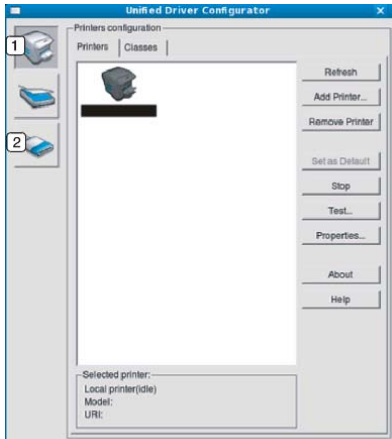 Unified Driver Configurator
Printers configuration
1
Printers Classes
Refresh
Add Printer...
Remove Printer
2
Set as Default
Stop
Test...
Properties...
About
Help
Selected printer:
Local printer(idle)
Model:
URI: